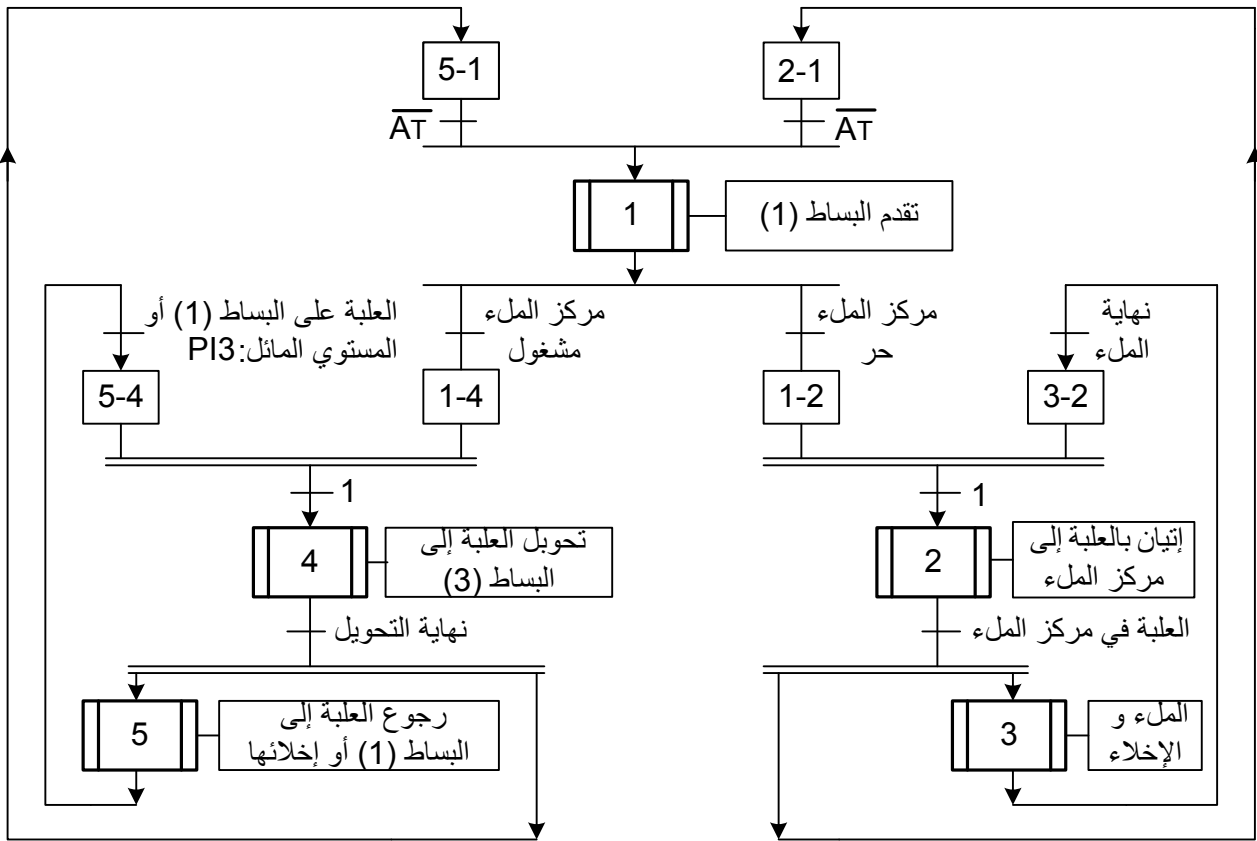 5-1
2-1
A̅T̅
A̅T̅
1
تقدم البساط (1)
العلبة على البساط (1) أو
المستوي المائل: PI3
مركز الملء
مشغول
مركز الملء
حر
نهاية
الملء
5-4
1-4
1-2
3-2
1
1
4
تحوبل العلبة إلى
البساط (3)
2
إتيان بالعلبة إلى
مركز الملء
نهاية التحويل
العلبة في مركز الملء
5
رجوع العلبة إلى
البساط (1) أو إخلائها
3
الملء و
الإخلاء